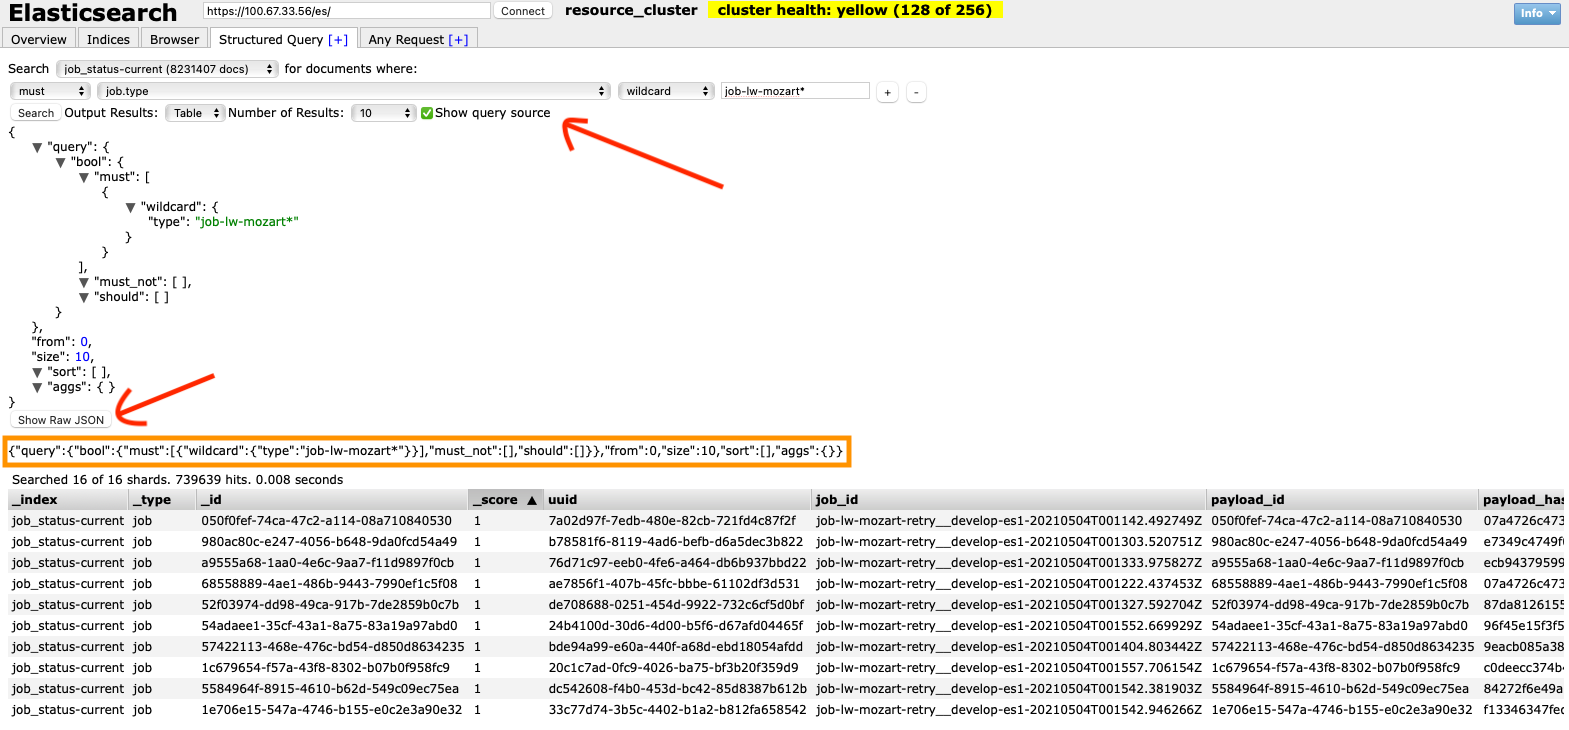 Elasticsearch https://100.67.33.56/es/ Connect resource_cluster cluster health: yellow (128 of 256) Info
Overview Indices Browser Structured Query [+] Any Request [+]
Search job_status-current (8231407 docs) for documents where:
must job.type wildcard job-lw-mozart* + -
Search Output Results: Table Number of Results: 10 Show query source
{
"query": {
"bool": {
"must": [
{
"wildcard": {
"type": "job-lw-mozart*"
}
}
],
"must_not": [ ],
"should": [ ]
}
},
"from": 0,
"size": 10,
"sort": [ ],
"aggs": { }
}
Show Raw JSON
{"query":{"bool":{"must":[{"wildcard":{"type":"job-lw-mozart*"}}],"must_not":[],"should":[]}},"from":0,"size":10,"sort":[],"aggs":{}}
Searched 16 of 16 shards. 739639 hits. 0.008 seconds
_index _type _id _score ▲ uuid job_id payload_id payload_has
job_status-current job 050f0fef-74ca-47c2-a114-08a710840530 1 7a02d97f-7edb-480e-82cb-721fd4c87f2f job-lw-mozart-retry__develop-es1-20210504T001142.492749Z 050f0fef-74ca-47c2-a114-08a710840530 07a4726c473
job_status-current job 980ac80c-e247-4056-b648-9da0fcd54a49 1 b78581f6-8119-4ad6-befb-d6a5dec3b822 job-lw-mozart-retry__develop-es1-20210504T001303.520751Z 980ac80c-e247-4056-b648-9da0fcd54a49 e7349c4749f
job_status-current job a9555a68-1aa0-4e6c-9aa7-f11d9897f0cb 1 76d71c97-eeb0-4fe6-a464-db6b937bbd22 job-lw-mozart-retry__develop-es1-20210504T001333.975827Z a9555a68-1aa0-4e6c-9aa7-f11d9897f0cb ecb94379599
job_status-current job 68558889-4ae1-486b-9443-7990ef1c5f08 1 ae7856f1-407b-45fc-bbbe-61102df3d531 job-lw-mozart-retry__develop-es1-20210504T001222.437453Z 68558889-4ae1-486b-9443-7990ef1c5f08 07a4726c473
job_status-current job 52f03974-dd98-49ca-917b-7de2859b0c7b 1 de708688-0251-454d-9922-732c6cf5d0bf job-lw-mozart-retry__develop-es1-20210504T001327.592704Z 52f03974-dd98-49ca-917b-7de2859b0c7b 87da8126155
job_status-current job 54adaee1-35cf-43a1-8a75-83a19a97abd0 1 24b4100d-30d6-4d00-b5f6-d67afd04465f job-lw-mozart-retry__develop-es1-20210504T001552.669929Z 54adaee1-35cf-43a1-8a75-83a19a97abd0 96f45e15f3f5
job_status-current job 57422113-468e-476c-bd54-d850d8634235 1 bde94a99-e60a-440f-a68d-ebd18054afdd job-lw-mozart-retry__develop-es1-20210504T001404.803442Z 57422113-468e-476c-bd54-d850d8634235 9eacb085a38
job_status-current job 1c679654-f57a-43f8-8302-b07b0f958fc9 1 20c1c7ad-0fc9-4026-ba75-bf3b20f359d9 job-lw-mozart-retry__develop-es1-20210504T001557.706154Z 1c679654-f57a-43f8-8302-b07b0f958fc9 c0deecc374b4
job_status-current job 5584964f-8915-4610-b62d-549c09ec75ea 1 dc542608-f4b0-453d-bc42-85d8387b612b job-lw-mozart-retry__develop-es1-20210504T001542.381903Z 5584964f-8915-4610-b62d-549c09ec75ea 84272f6e49a
job_status-current job 1e706e15-547a-4746-b155-e0c2e3a90e32 1 33c77d74-3b5c-4402-b1a2-b812fa658542 job-lw-mozart-retry__develop-es1-20210504T001542.946266Z 1e706e15-547a-4746-b155-e0c2e3a90e32 f13346347fec